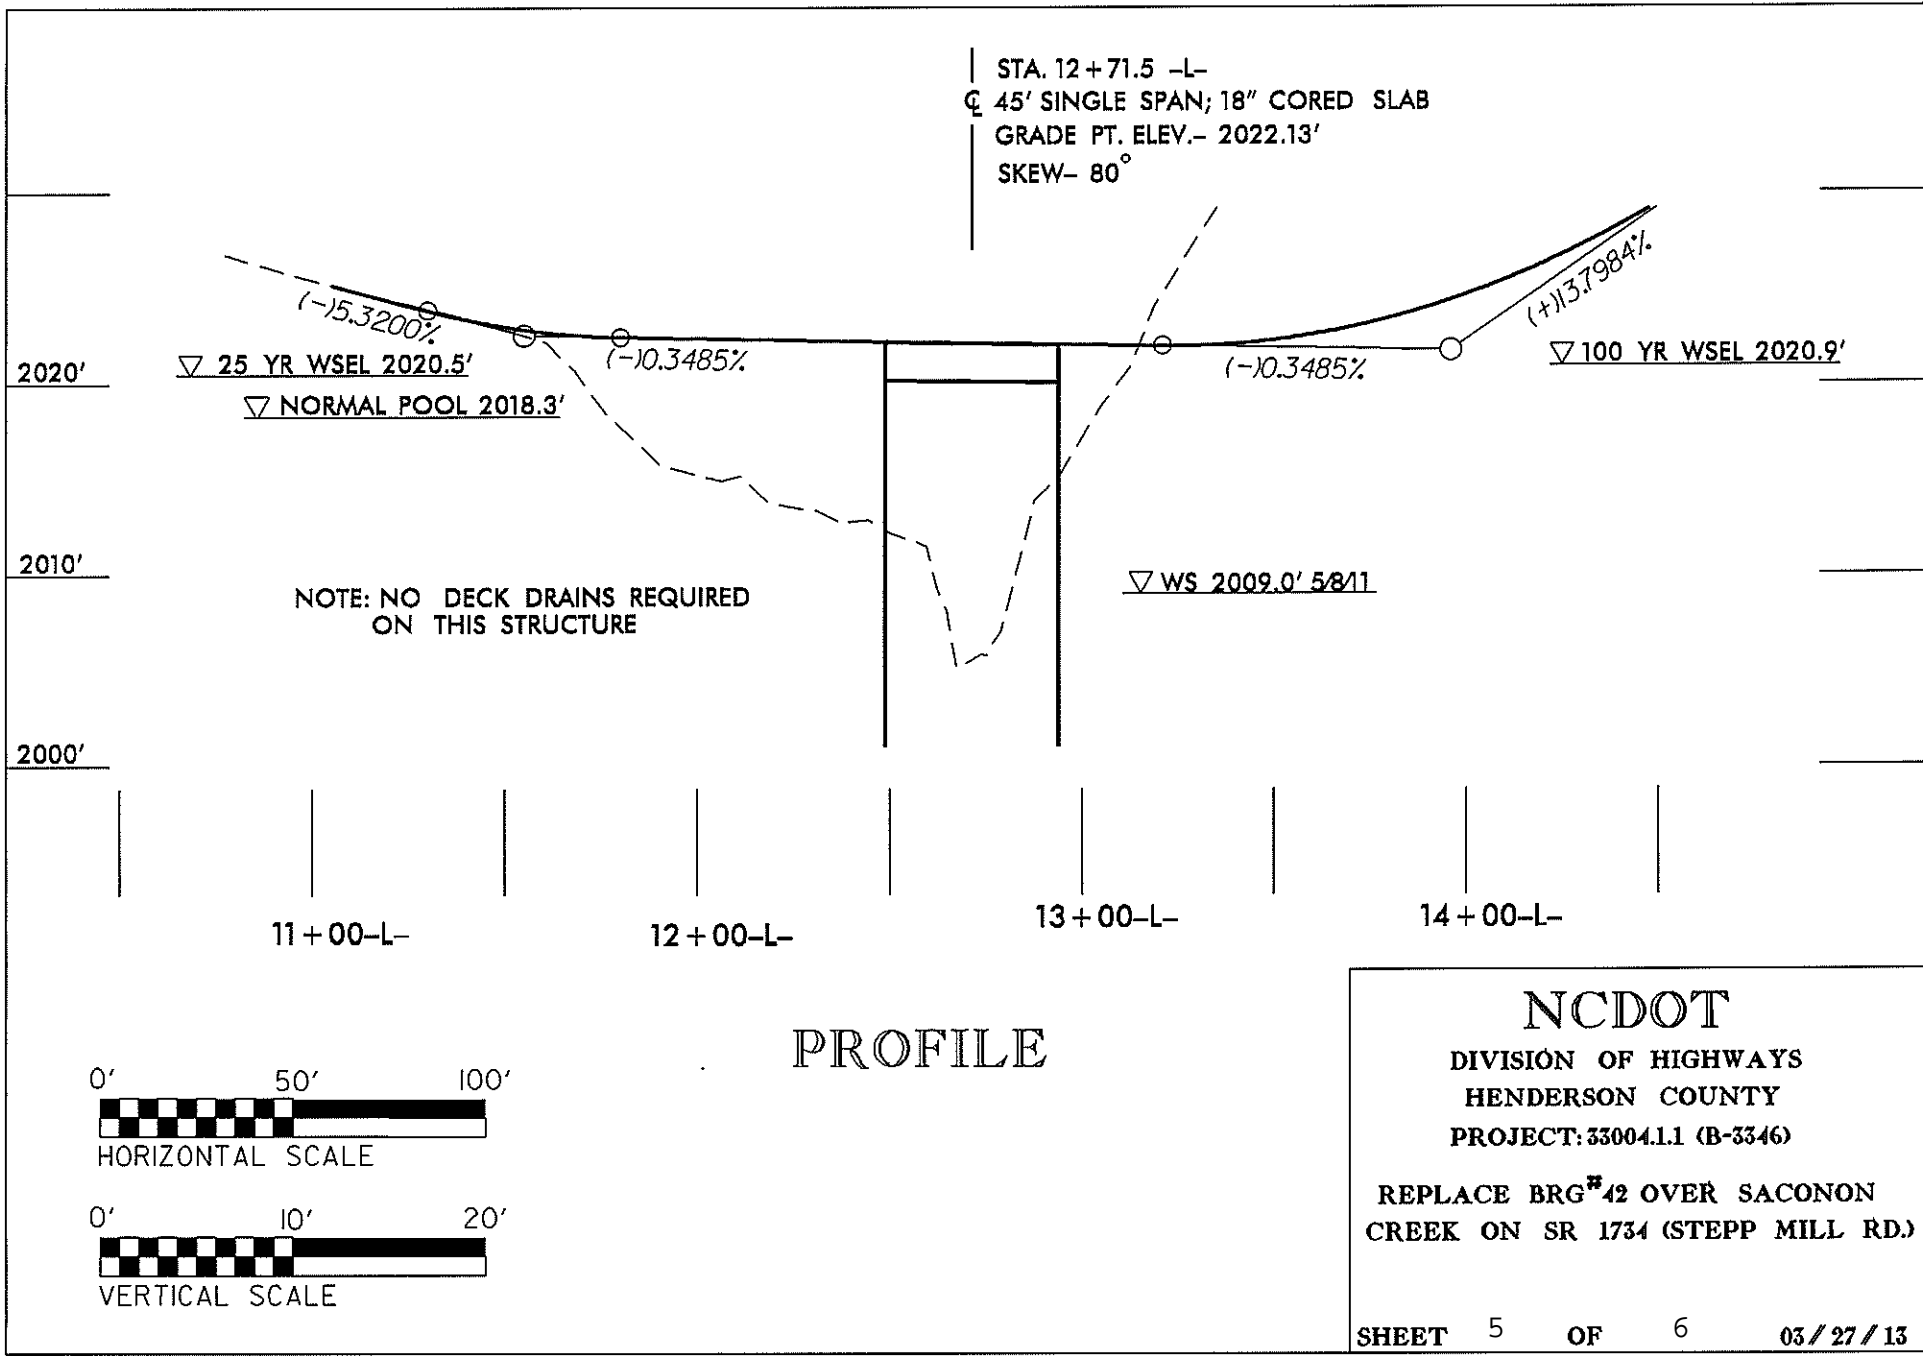 STA. 12+71.5 -L-
℄ 45' SINGLE SPAN; 18" CORED SLAB
GRADE PT. ELEV.- 2022.13'
SKEW- 80°
(-)5.3200%
(-)0.3485%
(-)0.3485%
(+)13.7984%
25 YR WSEL 2020.5'
NORMAL POOL 2018.3'
100 YR WSEL 2020.9'
2020'
2010'
2000'
WS 2009.0' 5/8/11
NOTE: NO DECK DRAINS REQUIRED
ON THIS STRUCTURE
11+00-L-
12+00-L-
13+00-L-
14+00-L-
PROFILE
0' 50' 100'
HORIZONTAL SCALE
0' 10' 20'
VERTICAL SCALE
NCDOT
DIVISION OF HIGHWAYS
HENDERSON COUNTY
PROJECT: 33004.1.1 (B-3346)
REPLACE BRG#42 OVER SACONON
CREEK ON SR 1734 (STEPP MILL RD.)
SHEET 5 OF 6 03/27/13